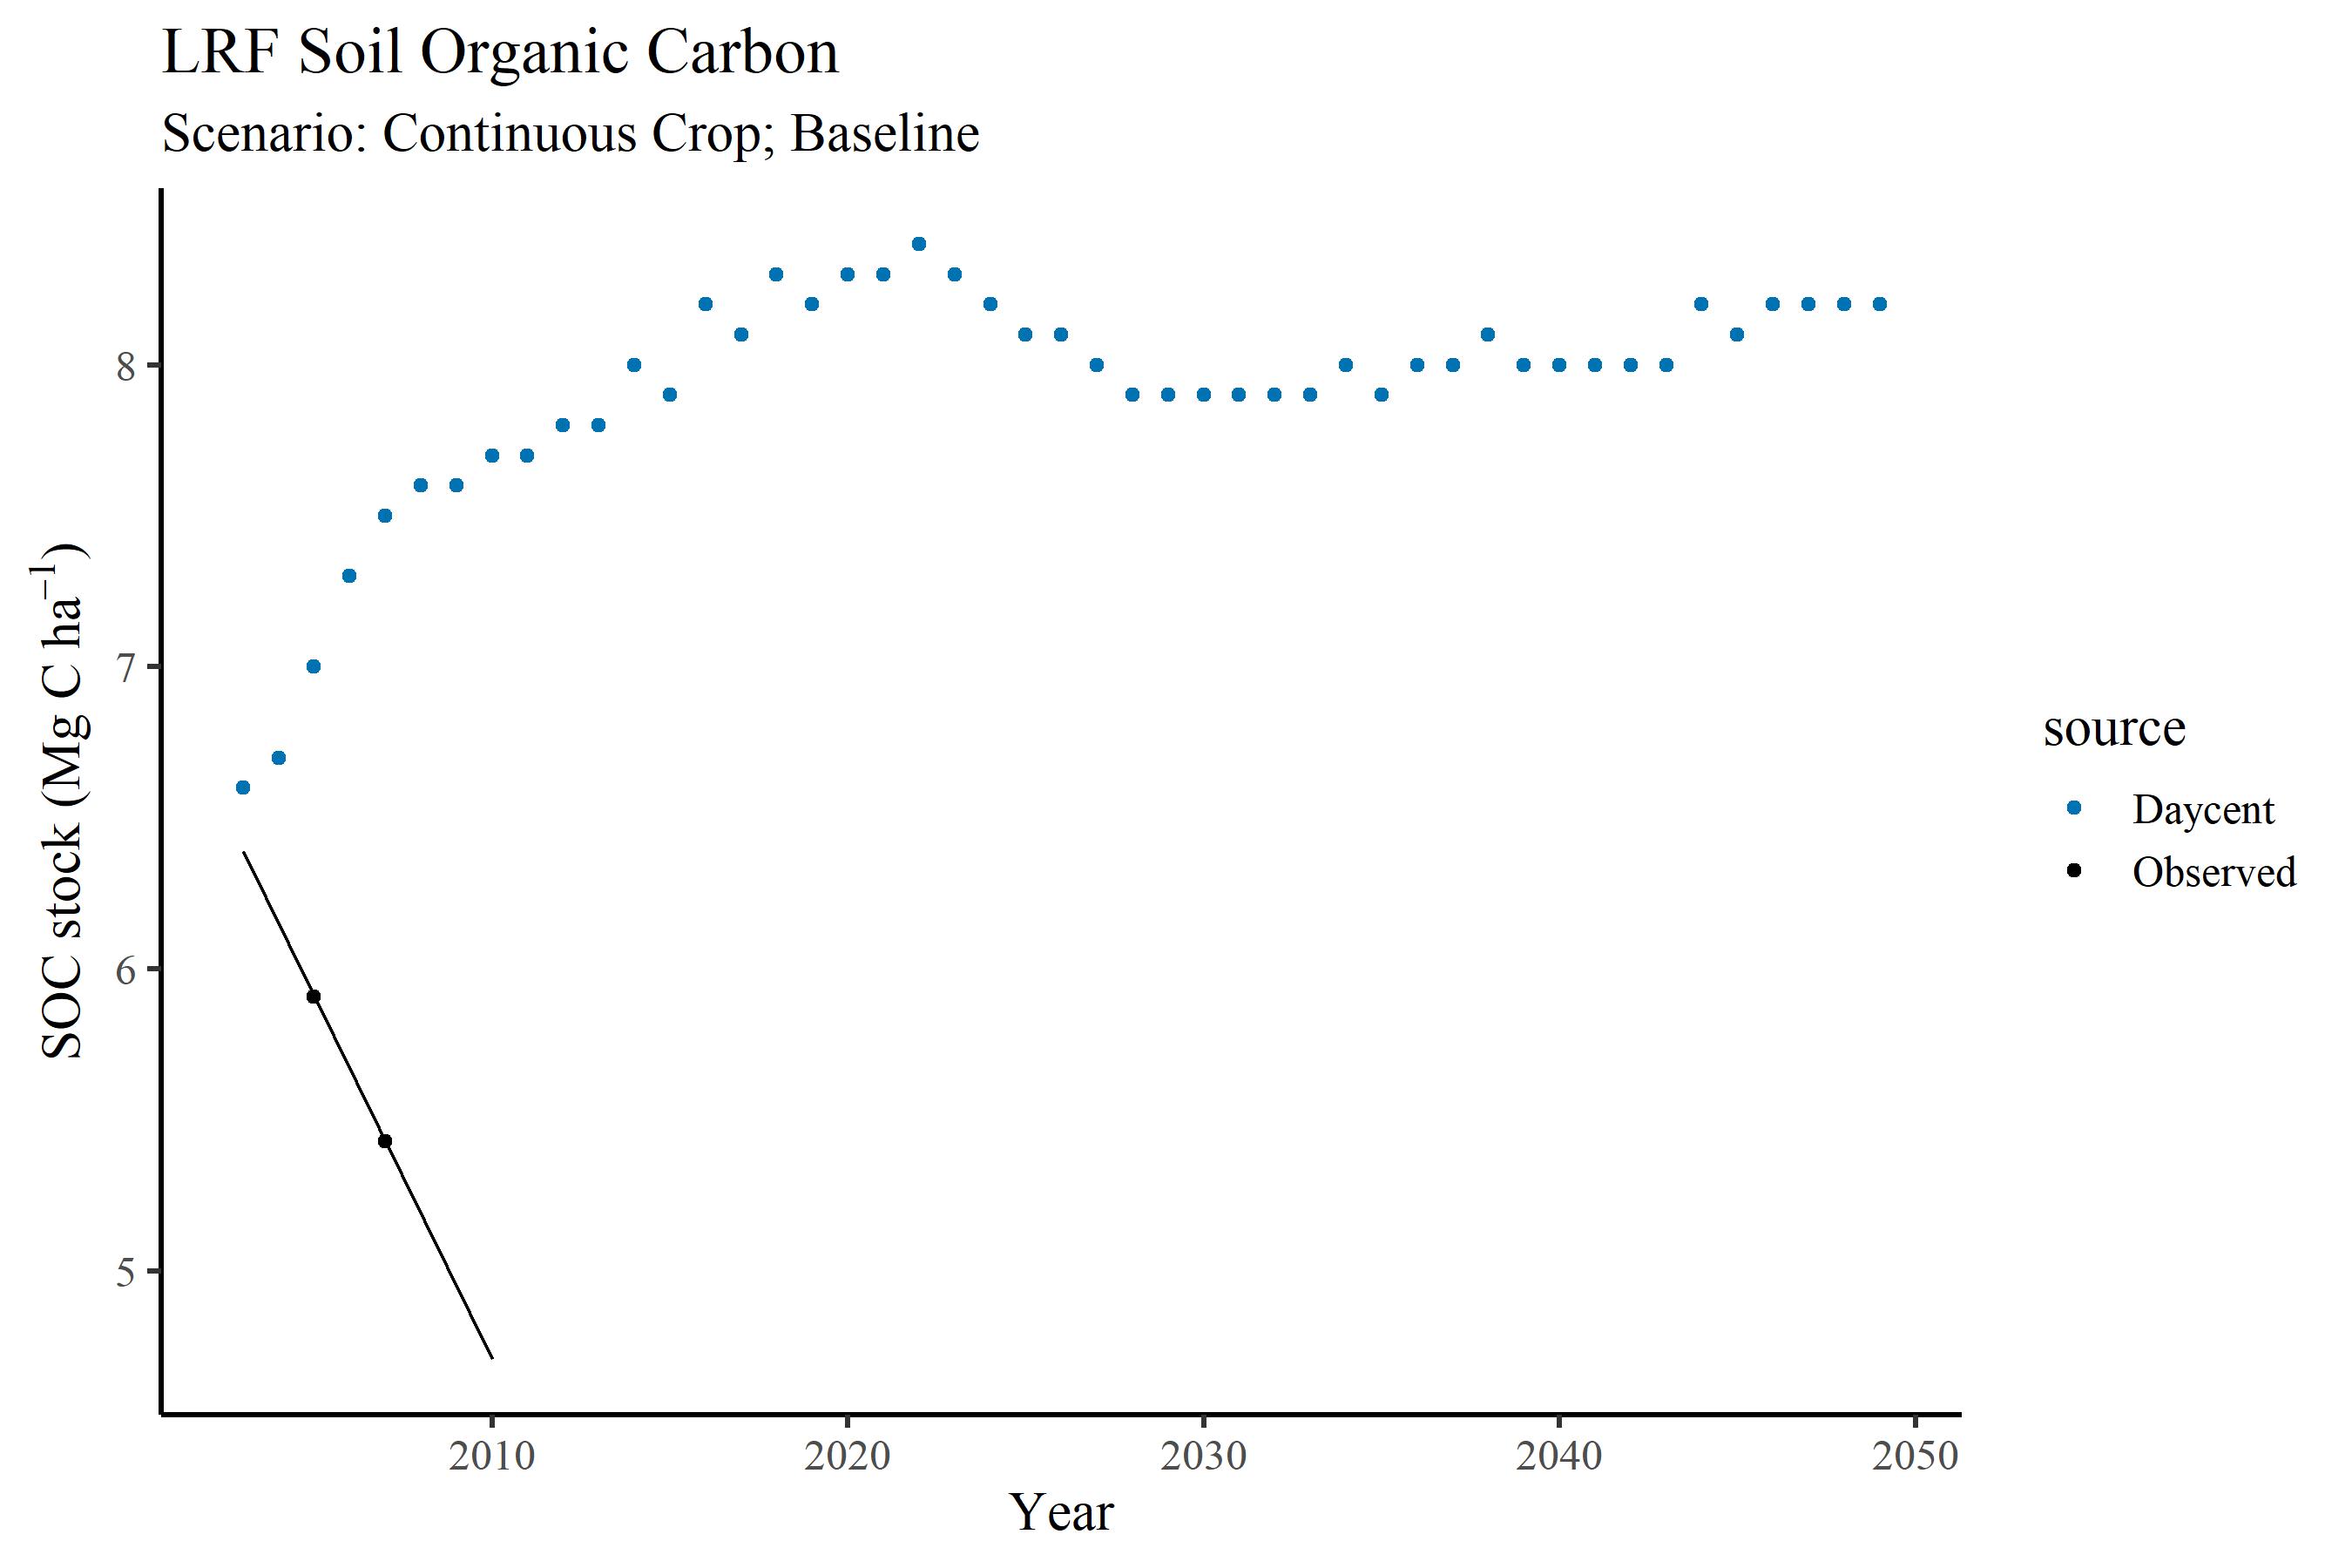 LRF Soil Organic Carbon
Scenario: Continuous Crop; Baseline
SOC stock (Mg C ha⁻¹)
8
7
6
5
2010
2020
2030
2040
2050
Year
source
Daycent
Observed